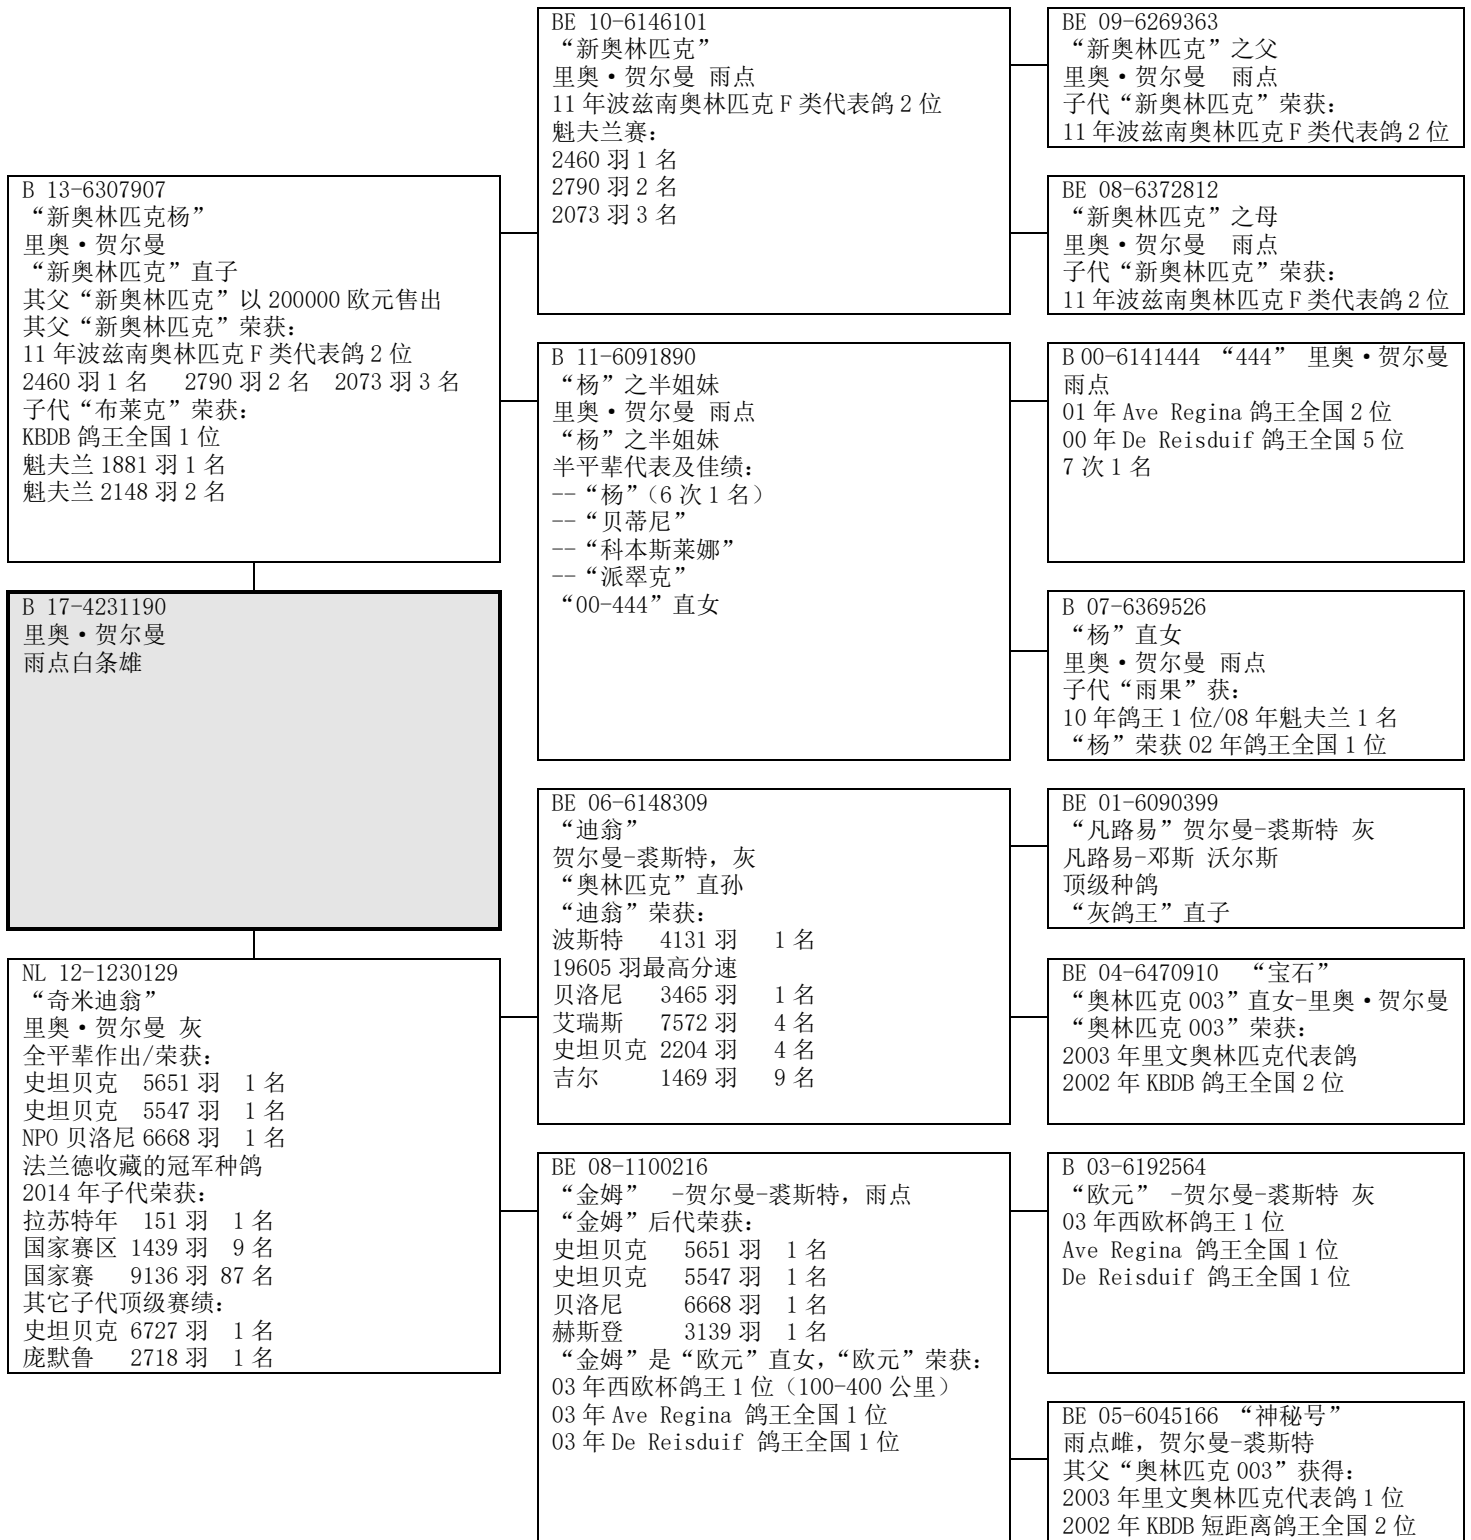 B 13-6307907
“新奥林匹克杨”
里奥•贺尔曼
“新奥林匹克”直子
其父“新奥林匹克”以 200000 欧元售出
其父“新奥林匹克”荣获：
11 年波兹南奥林匹克 F 类代表鸽 2 位
2460 羽 1 名 2790 羽 2 名 2073 羽 3 名
子代“布莱克”荣获：
KBDB 鸽王全国 1 位
魁夫兰 1881 羽 1 名
魁夫兰 2148 羽 2 名
B 17-4231190
里奥•贺尔曼
雨点白条雄
NL 12-1230129
“奇米迪翁”
里奥•贺尔曼 灰
全平辈作出/荣获：
史坦贝克 5651 羽 1 名
史坦贝克 5547 羽 1 名
NPO 贝洛尼 6668 羽 1 名
法兰德收藏的冠军种鸽
2014 年子代荣获：
拉苏特年 151 羽 1 名
国家赛区 1439 羽 9 名
国家赛 9136 羽 87 名
其它子代顶级赛绩：
史坦贝克 6727 羽 1 名
庞默鲁 2718 羽 1 名
BE 10-6146101
“新奥林匹克”
里奥•贺尔曼 雨点
11 年波兹南奥林匹克 F 类代表鸽 2 位
魁夫兰赛：
2460 羽 1 名
2790 羽 2 名
2073 羽 3 名
B 11-6091890
“杨”之半姐妹
里奥•贺尔曼 雨点
“杨”之半姐妹
半平辈代表及佳绩：
--“杨”（6 次 1 名）
--“贝蒂尼”
--“科本斯莱娜”
--“派翠克”
“00-444”直女
BE 06-6148309
“迪翁”
贺尔曼-裘斯特，灰
“奥林匹克”直孙
“迪翁”荣获：
波斯特 4131 羽 1 名
19605 羽最高分速
贝洛尼 3465 羽 1 名
艾瑞斯 7572 羽 4 名
史坦贝克 2204 羽 4 名
吉尔 1469 羽 9 名
BE 08-1100216
“金姆” -贺尔曼-裘斯特，雨点
“金姆”后代荣获：
史坦贝克 5651 羽 1 名
史坦贝克 5547 羽 1 名
贝洛尼 6668 羽 1 名
赫斯登 3139 羽 1 名
“金姆”是“欧元”直女，“欧元”荣获：
03 年西欧杯鸽王 1 位（100-400 公里）
03 年 Ave Regina 鸽王全国 1 位
03 年 De Reisduif 鸽王全国 1 位
BE 09-6269363
“新奥林匹克”之父
里奥•贺尔曼 雨点
子代“新奥林匹克”荣获：
11 年波兹南奥林匹克 F 类代表鸽 2 位
BE 08-6372812
“新奥林匹克”之母
里奥•贺尔曼 雨点
子代“新奥林匹克”荣获：
11 年波兹南奥林匹克 F 类代表鸽 2 位
B 00-6141444 “444” 里奥•贺尔曼
雨点
01 年 Ave Regina 鸽王全国 2 位
00 年 De Reisduif 鸽王全国 5 位
7 次 1 名
B 07-6369526
“杨”直女
里奥•贺尔曼 雨点
子代“雨果”获：
10 年鸽王 1 位/08 年魁夫兰 1 名
“杨”荣获 02 年鸽王全国 1 位
BE 01-6090399
“凡路易”贺尔曼-裘斯特 灰
凡路易-邓斯 沃尔斯
顶级种鸽
“灰鸽王”直子
BE 04-6470910 “宝石”
“奥林匹克 003”直女-里奥•贺尔曼
“奥林匹克 003”荣获：
2003 年里文奥林匹克代表鸽
2002 年 KBDB 鸽王全国 2 位
B 03-6192564
“欧元” -贺尔曼-裘斯特 灰
03 年西欧杯鸽王 1 位
Ave Regina 鸽王全国 1 位
De Reisduif 鸽王全国 1 位
BE 05-6045166 “神秘号”
雨点雌，贺尔曼-裘斯特
其父“奥林匹克 003”获得：
2003 年里文奥林匹克代表鸽 1 位
2002 年 KBDB 短距离鸽王全国 2 位